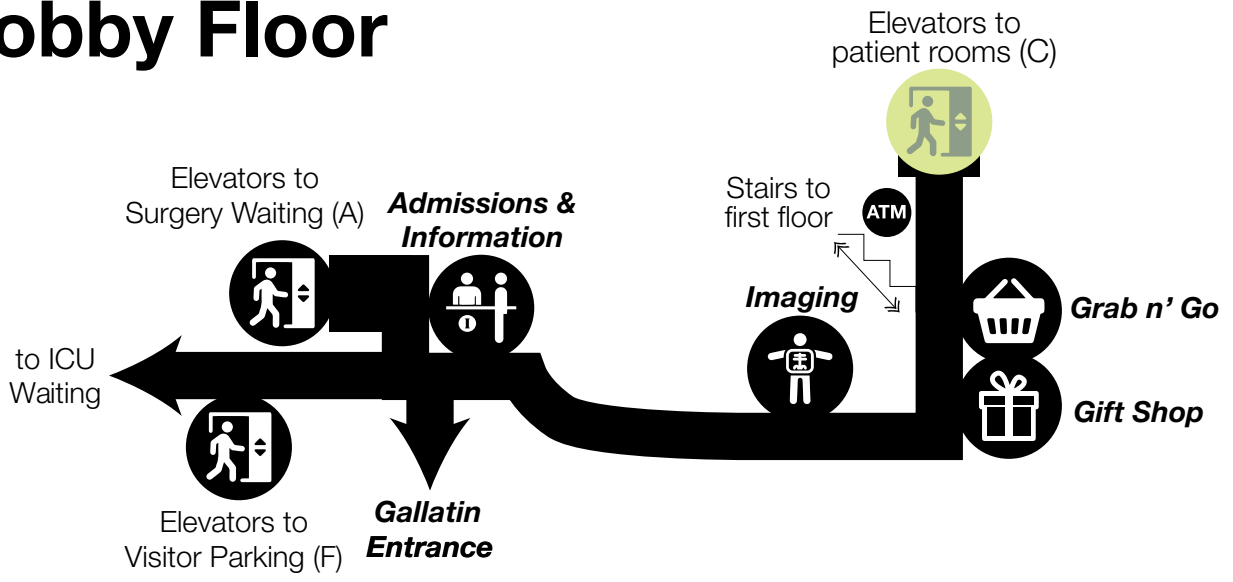 obby Floor
Elevators to
patient rooms (C)
Elevators to
Surgery Waiting (A)
Admissions &
Information
Stairs to
first floor
ATM
I
Imaging
Grab n’ Go
to ICU
Waiting
Gift Shop
Gallatin
Entrance
Elevators to
Visitor Parking (F)